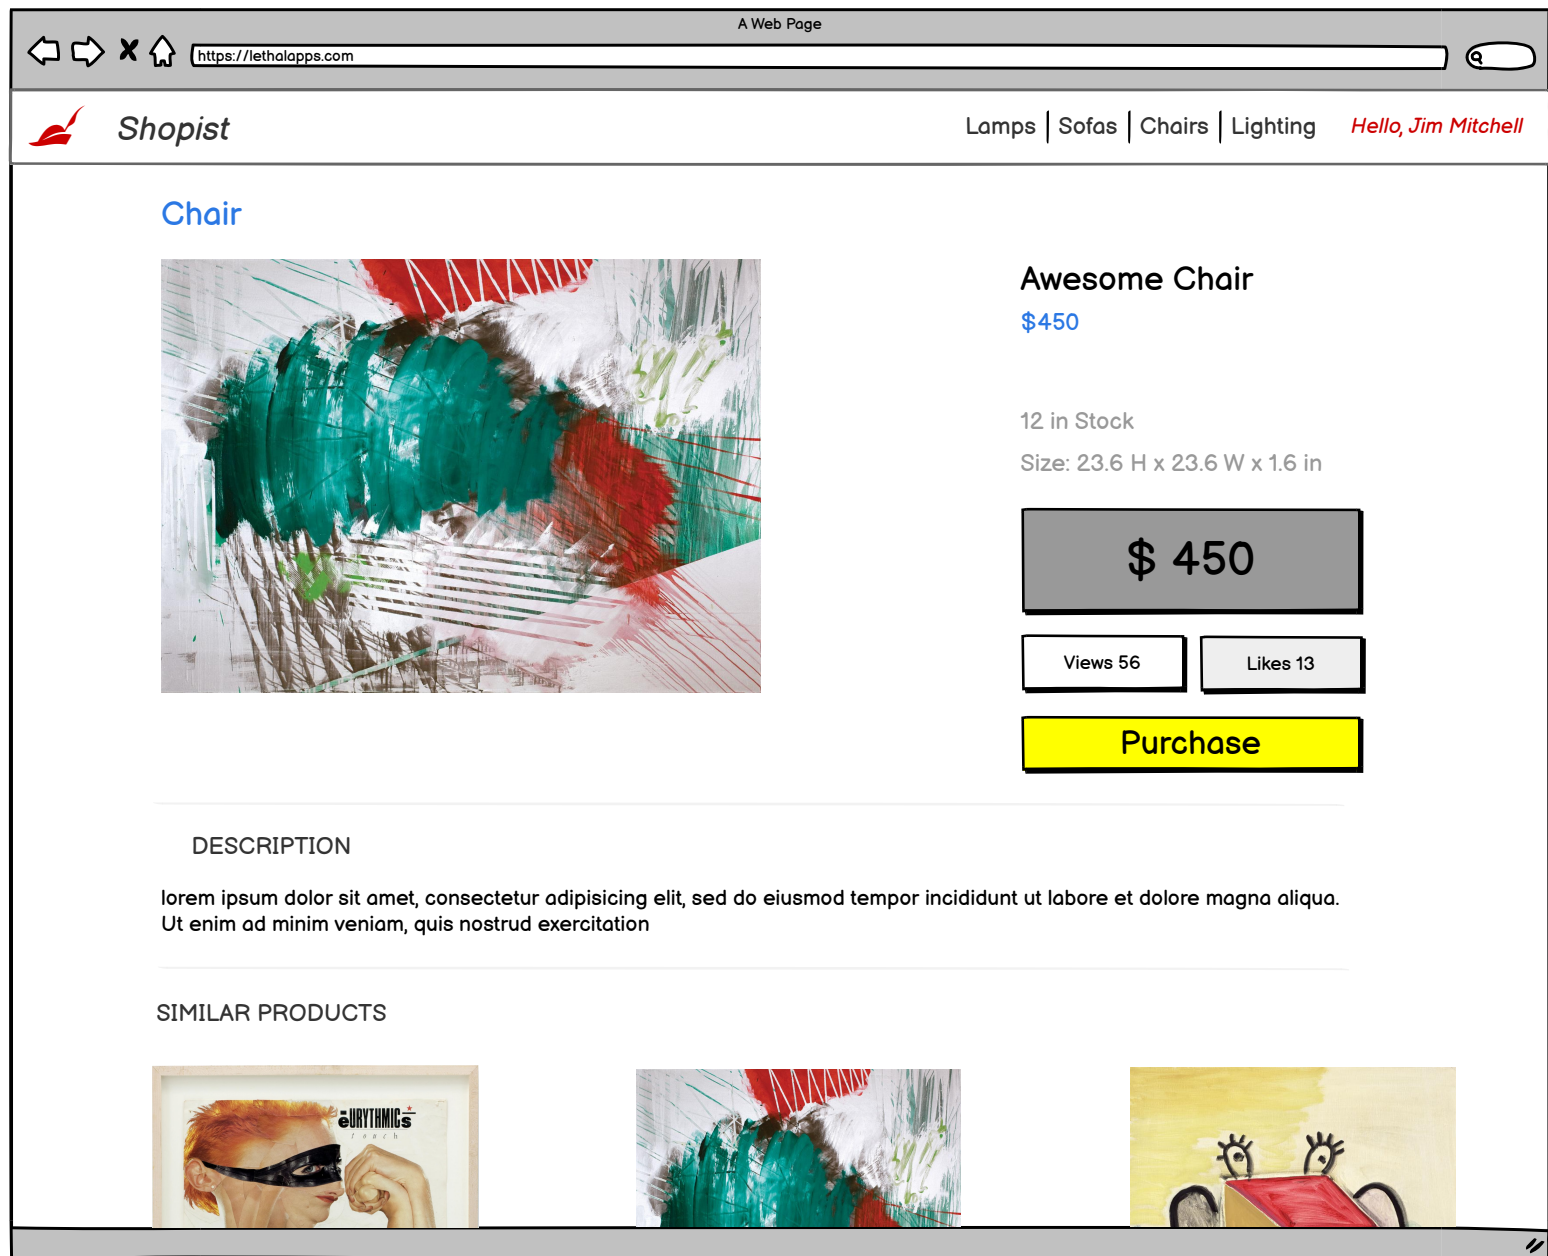 A Web Page
https://lethalapps.com
Shopist
Lamps
Sofas
Chairs
Lighting
Hello, Jim Mitchell
Chair
Awesome Chair
$450
12 in Stock
Size: 23.6 H x 23.6 W x 1.6 in
$ 450
Views 56
Likes 13
Purchase
DESCRIPTION
lorem ipsum dolor sit amet, consectetur adipisicing elit, sed do eiusmod tempor incididunt ut labore et dolore magna aliqua.
Ut enim ad minim veniam, quis nostrud exercitation
SIMILAR PRODUCTS
eURYTHMICs
touch